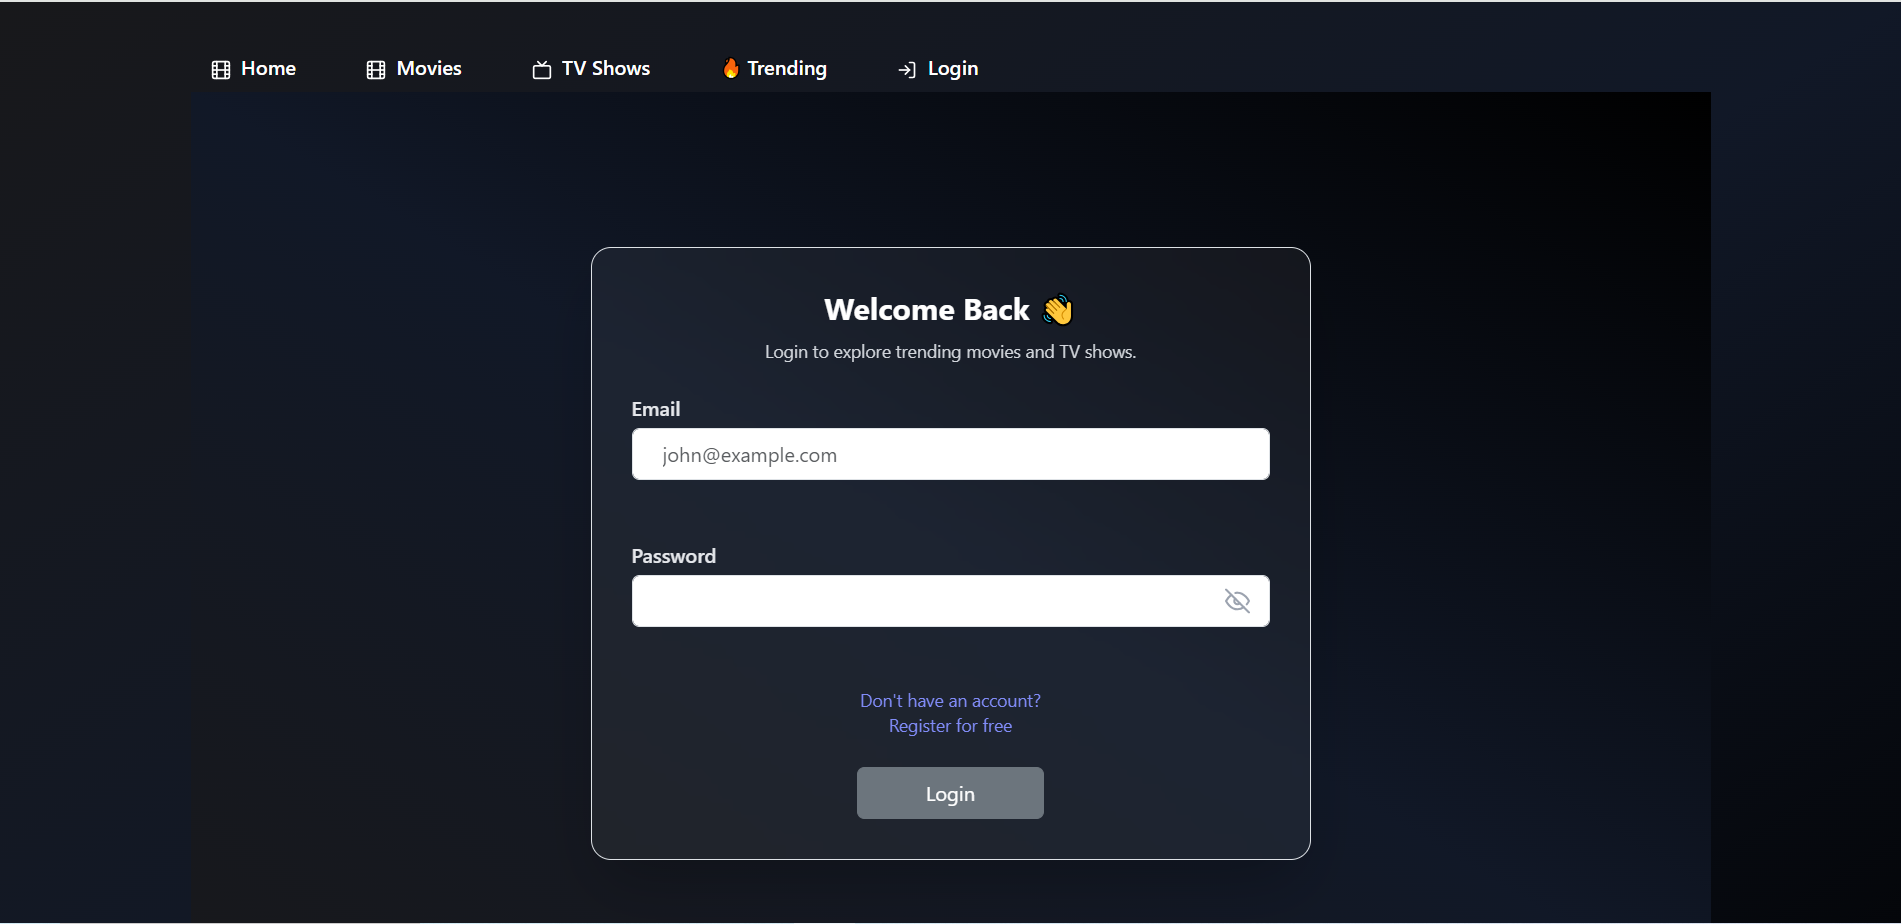 Home Movies TV Shows 🔥 Trending Login
Welcome Back 👋
Login to explore trending movies and TV shows.
Email
john@example.com
Password
Don't have an account?
Register for free
Login